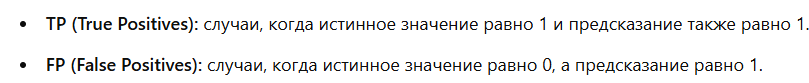 • TP (True Positives): случаи, когда истинное значение равно 1 и предсказание также равно 1.
• FP (False Positives): случаи, когда истинное значение равно 0, а предсказание равно 1.